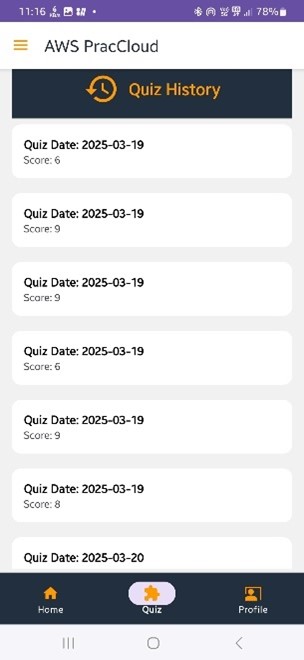 11:16
78%
AWS PracCloud
Quiz History
Quiz Date: 2025-03-19
Score: 6
Quiz Date: 2025-03-19
Score: 9
Quiz Date: 2025-03-19
Score: 9
Quiz Date: 2025-03-19
Score: 6
Quiz Date: 2025-03-19
Score: 9
Quiz Date: 2025-03-19
Score: 8
Quiz Date: 2025-03-20
Home Quiz Profile